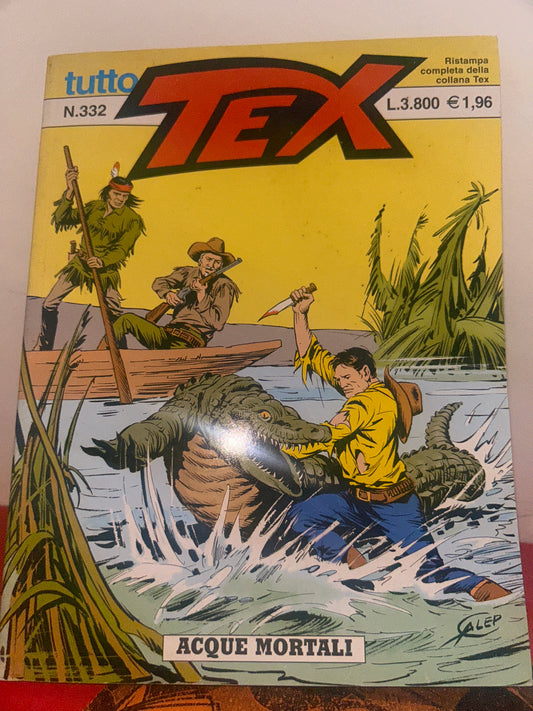 tutto
TEX
Ristampa
completa della
collana Tex
N.332
L.3.800 € 1,96
GALEP
ACQUE MORTALI